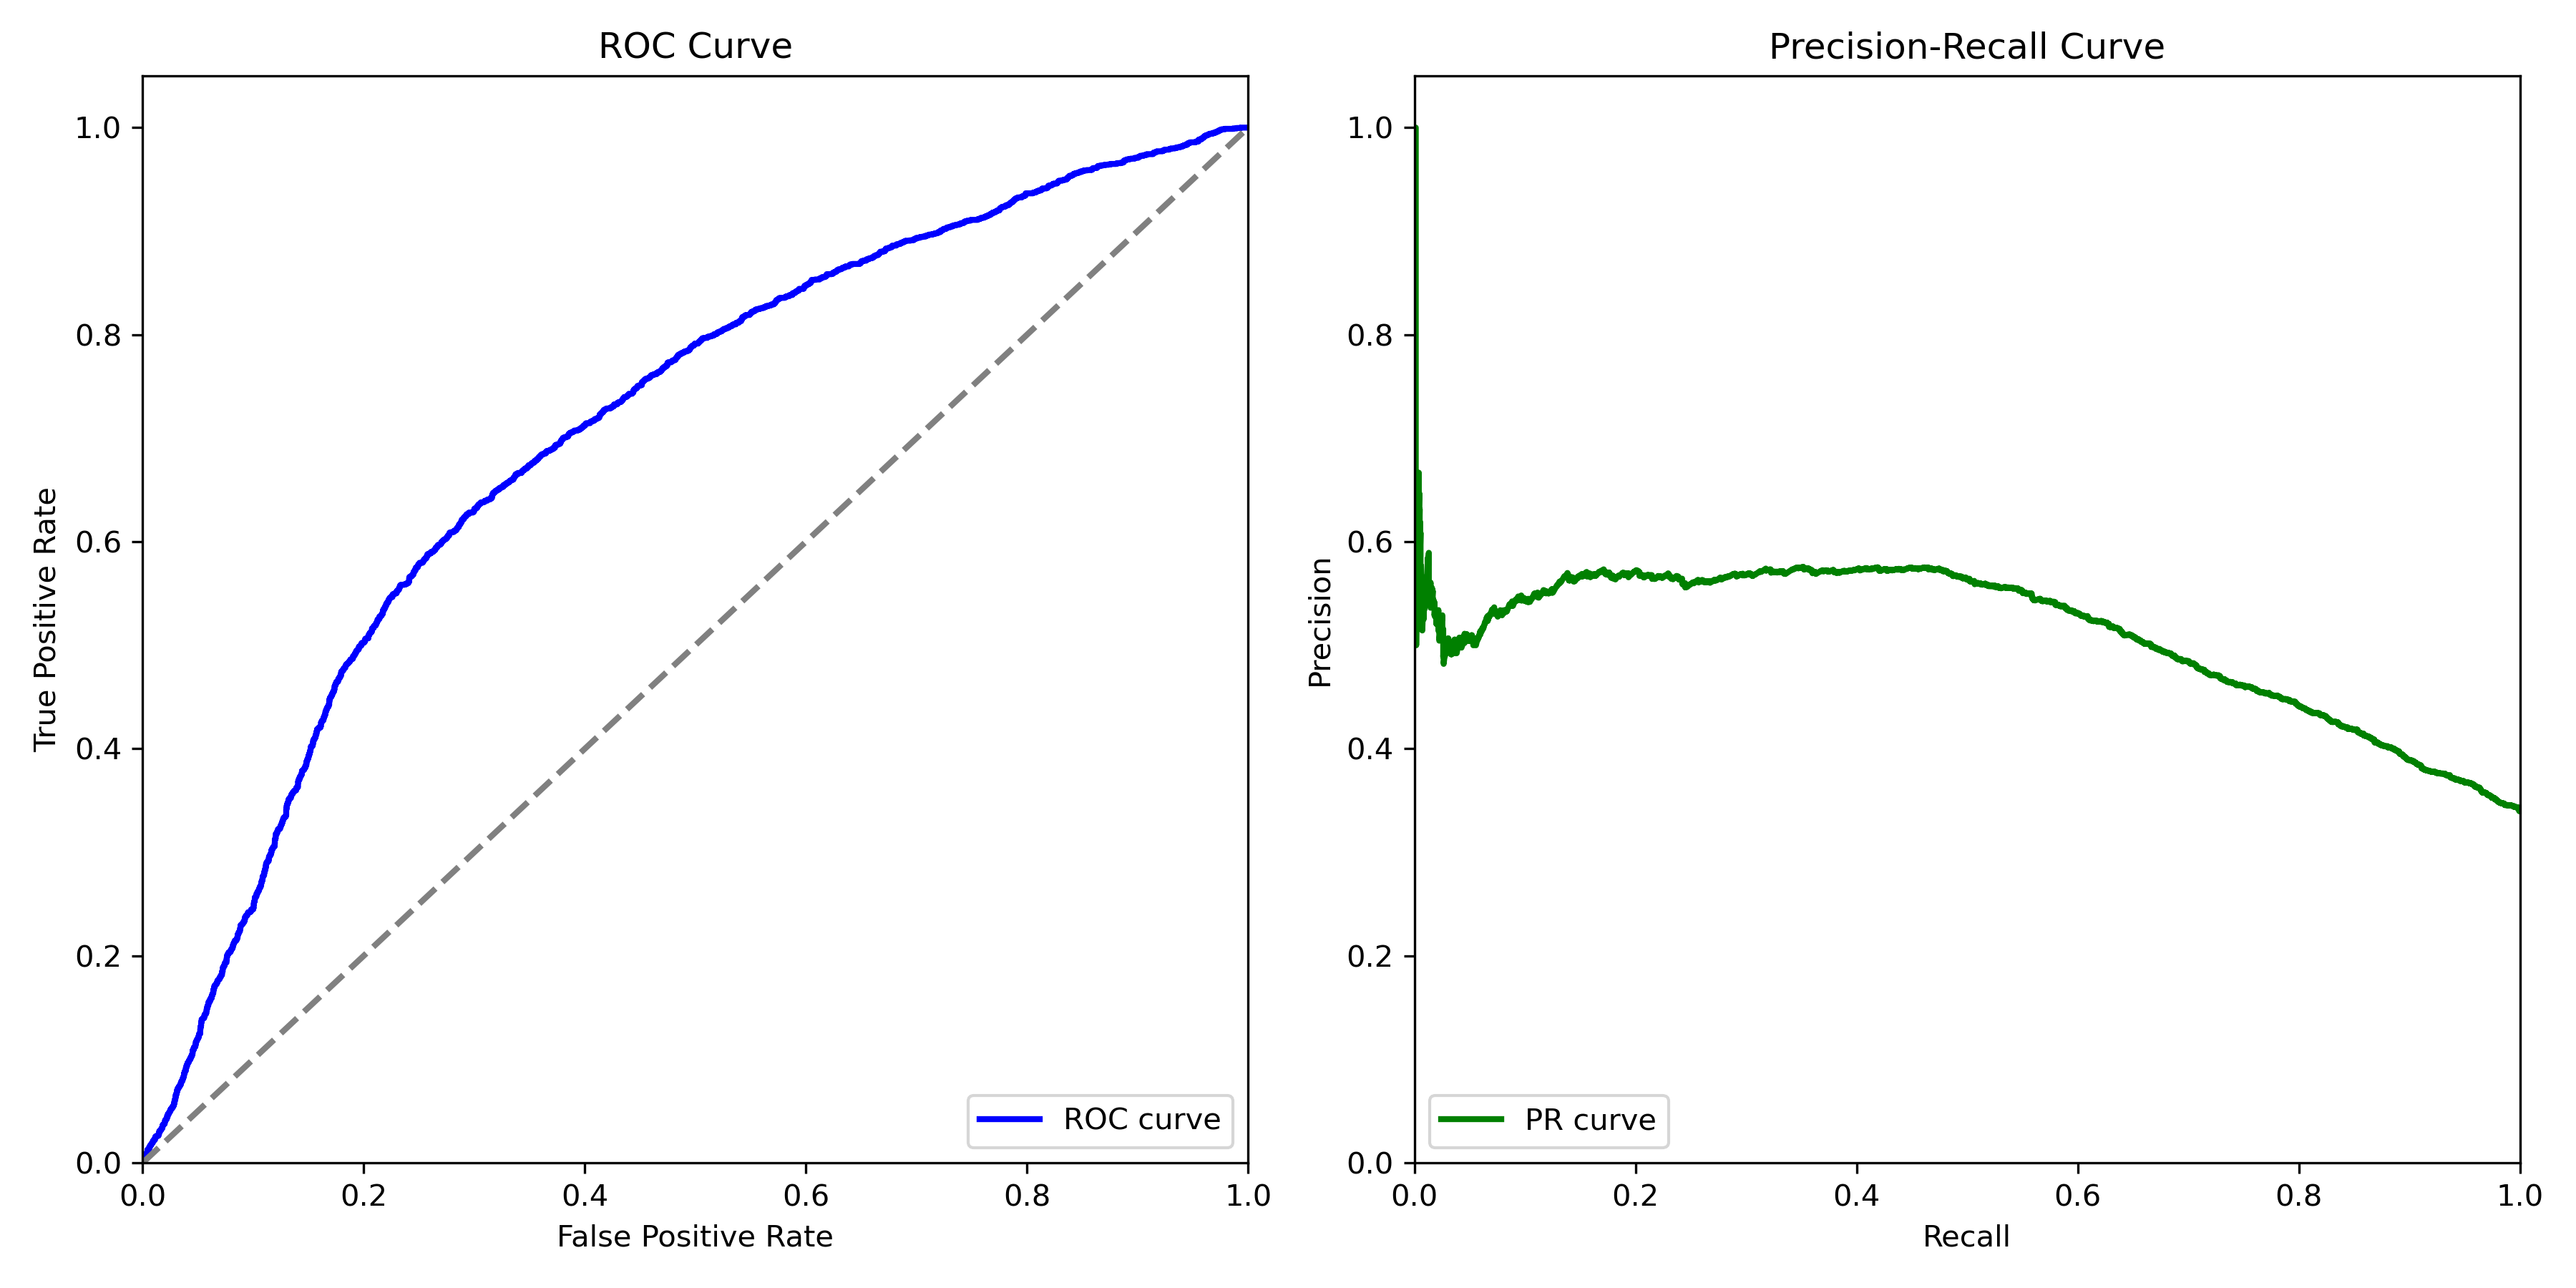 ROC Curve
1.0
0.8
0.6
0.4
0.2
0.0
True Positive Rate
0.0 0.2 0.4 0.6 0.8 1.0
False Positive Rate
ROC curve
Precision-Recall Curve
1.0
0.8
0.6
0.4
0.2
0.0
Precision
0.0 0.2 0.4 0.6 0.8 1.0
Recall
PR curve